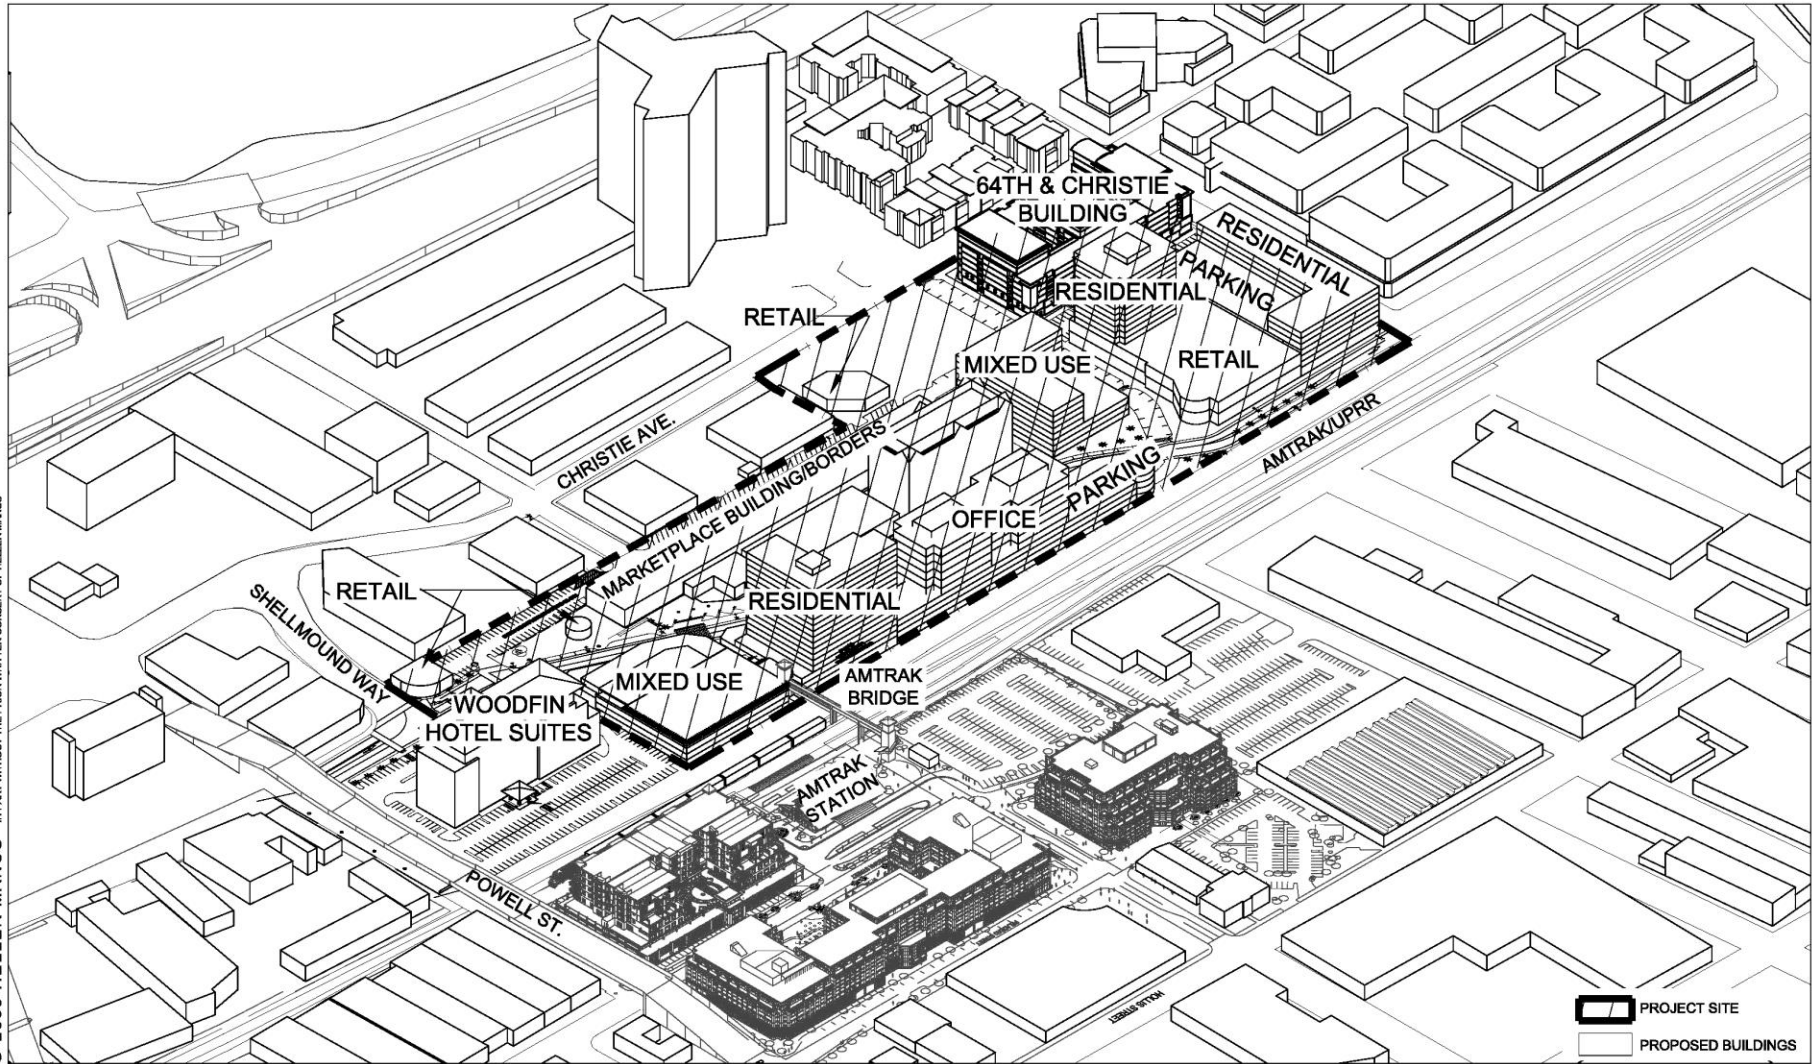 64TH & CHRISTIE
BUILDING
RESIDENTIAL
PARKING
RESIDENTIAL
RETAIL
MIXED USE
RETAIL
CHRISTIE AVE.
MARKETPLACE BUILDING/BORDERS
AMTRAK/UPRR
PARKING
OFFICE
RETAIL
SHELLMOUND WAY
RESIDENTIAL
MIXED USE
AMTRAK
BRIDGE
WOODFIN
HOTEL SUITES
AMTRAK
STATION
POWELL ST.
HOLLIS STREET
PROJECT SITE
PROPOSED BUILDINGS